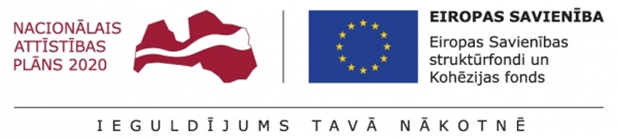 NACIONĀLAIS
ATTĪSTĪBAS
PLĀNS 2020
EIROPAS SAVIENĪBA
Eiropas Savienības
struktūrfondi un
Kohēzijas fonds
IEGULDĪJUMS TAVĀ NĀKOTNĒ